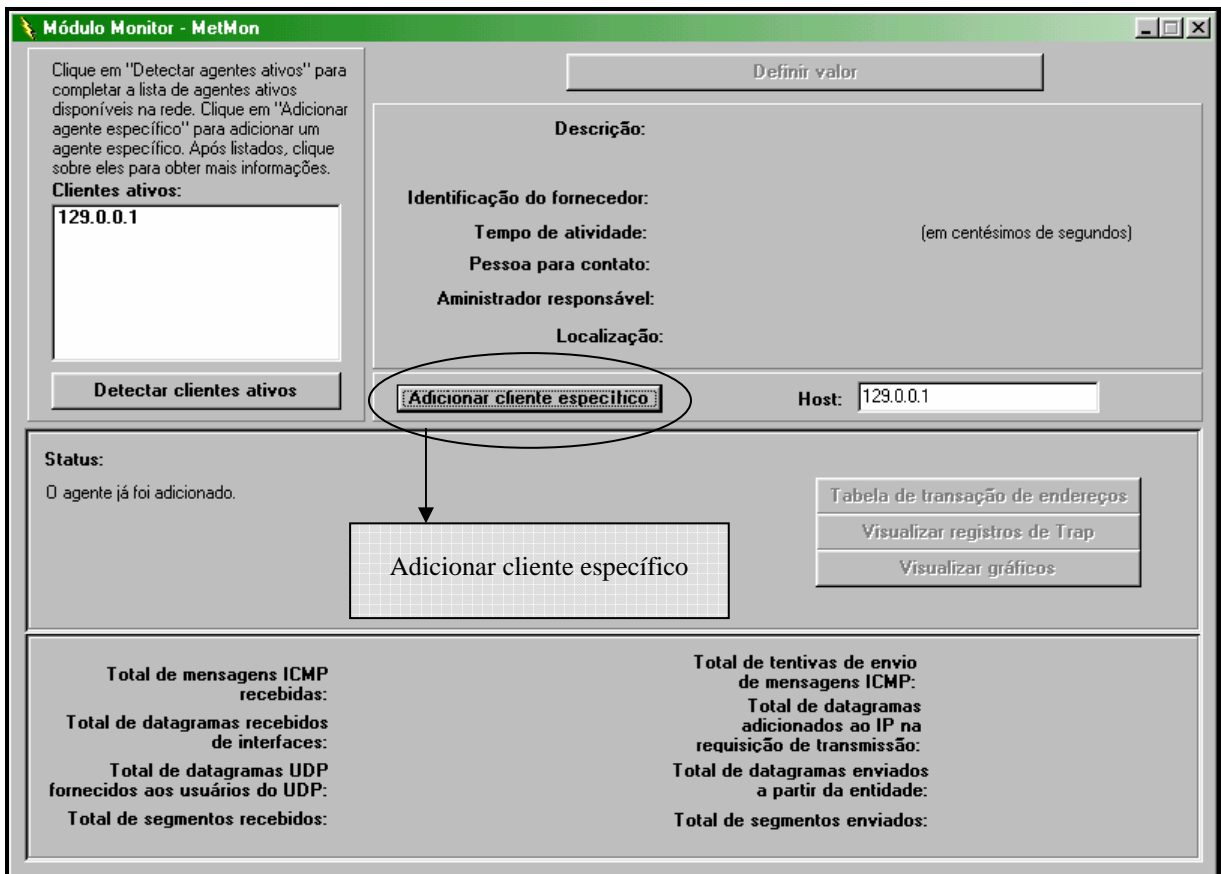 Módulo Monitor - MetMon
Clique em "Detectar agentes ativos" para
completar a lista de agentes ativos
disponíveis na rede. Clique em "Adicionar
agente específico" para adicionar um
agente específico. Após listados, clique
sobre eles para obter mais informações.
Clientes ativos:
129.0.0.1
Detectar clientes ativos
Definir valor
Descrição:
Identificação do fornecedor:
Tempo de atividade:
(em centésimos de segundos)
Pessoa para contato:
Aministrador responsável:
Localização:
Adicionar cliente específico
Host:
129.0.0.1
Status:
O agente já foi adicionado.
Adicionar cliente específico
Tabela de transação de endereços
Visualizar registros de Trap
Visualizar gráficos
Total de mensagens ICMP
recebidas:
Total de datagramas recebidos
de interfaces:
Total de datagramas UDP
fornecidos aos usuários do UDP:
Total de segmentos recebidos:
Total de tentivas de envio
de mensagens ICMP:
Total de datagramas
adicionados ao IP na
requisição de transmissão:
Total de datagramas enviados
a partir da entidade:
Total de segmentos enviados: